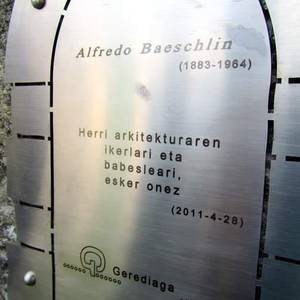 Alfredo Baeschlin
(1883-1964)
Herri arkitekturaren
ikerlari eta
babesleari,
esker onez
(2011-4-28)
Gerediaga